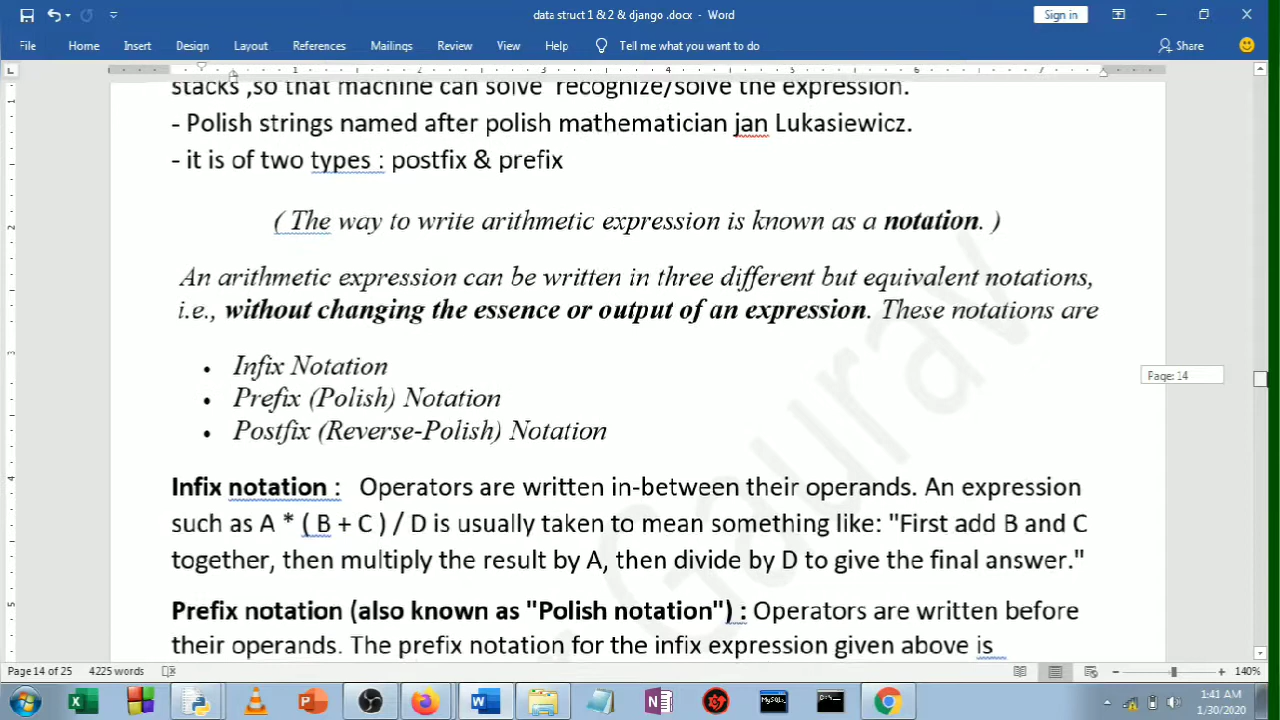 data struct 1 & 2 & django .docx - Word
Sign in
File Home Insert Design Layout References Mailings Review View Help Tell me what you want to do Share
1 2 3 4 5 6 7
stacks ,so that machine can solve recognize/solve the expression.
- Polish strings named after polish mathematician jan Lukasiewicz.
- it is of two types : postfix & prefix
( The way to write arithmetic expression is known as a notation. )
An arithmetic expression can be written in three different but equivalent notations,
i.e., without changing the essence or output of an expression. These notations are
• Infix Notation
• Prefix (Polish) Notation
• Postfix (Reverse-Polish) Notation
Page: 14
Infix notation : Operators are written in-between their operands. An expression
such as A * ( B + C ) / D is usually taken to mean something like: "First add B and C
together, then multiply the result by A, then divide by D to give the final answer."
Prefix notation (also known as "Polish notation") : Operators are written before
their operands. The prefix notation for the infix expression given above is
Gaurav
Page 14 of 25 4225 words 140%
1:41 AM
1/30/2020